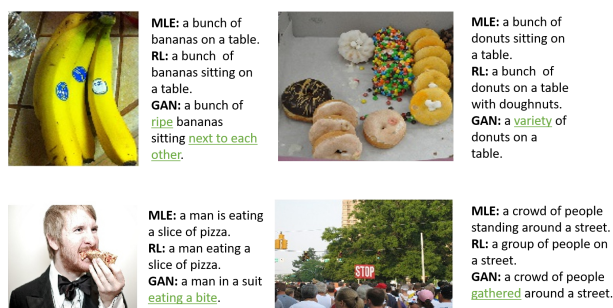 MLE: a bunch of
bananas on a table.
RL: a bunch of
bananas sitting on
a table.
GAN: a bunch of
ripe bananas
sitting next to each
other.
MLE: a bunch of
donuts sitting on
a table.
RL: a bunch of
donuts on a table
with doughnuts.
GAN: a variety of
donuts on a
table.
MLE: a man is eating
a slice of pizza.
RL: a man eating a
slice of pizza.
GAN: a man in a suit
eating a bite.
STOP
MLE: a crowd of people
standing around a street.
RL: a group of people on
a street.
GAN: a crowd of people
gathered around a street.